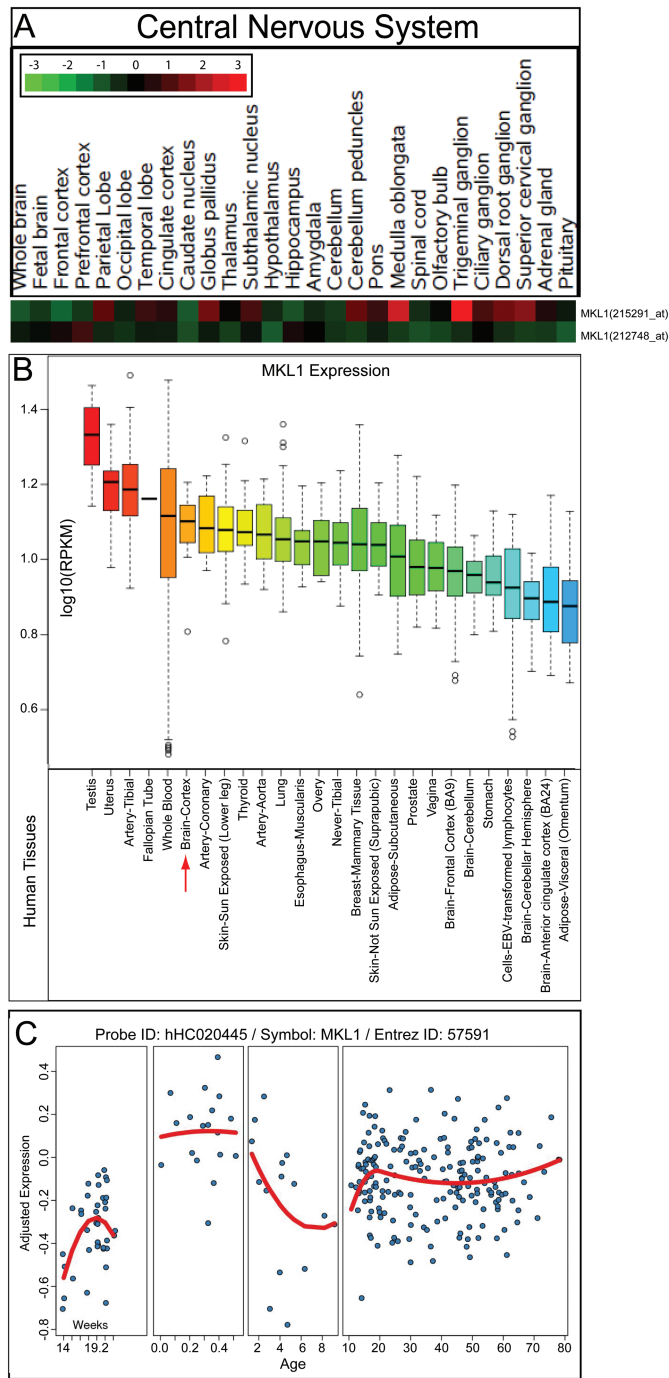 A
Central Nervous System
-3 -2 -1 0 1 2 3
Whole brain
Fetal brain
Frontal cortex
Prefrontal cortex
Parietal Lobe
Occipital lobe
Temporal lobe
Cingulate cortex
Caudate nucleus
Globus pallidus
Thalamus
Subthalamic nucleus
Hypothalamus
Hippocampus
Amygdala
Cerebellum
Cerebellum peduncles
Pons
Medulla oblongata
Spinal cord
Olfactory bulb
Trigeminal ganglion
Ciliary ganglion
Dorsal root ganglion
Superior cervical ganglion
Adrenal gland
Pituitary
MKL1(215291_at)
MKL1(212748_at)
B
MKL1 Expression
log10(RPKM)
1.4
1.2
1.0
0.8
0.6
Human Tissues
Testis
Uterus
Artery-Tibial
Fallopian Tube
Whole Blood
Brain-Cortex
Artery-Coronary
Skin-Sun Exposed (Lower leg)
Thyroid
Artery-Aorta
Lung
Esophagus-Muscularis
Overy
Never-Tibial
Breast-Mammary Tissue
Skin-Not Sun Exposed (Suprapubic)
Adipose-Subcutaneous
Prostate
Vagina
Brain-Frontal Cortex (BA9)
Brain-Cerebellum
Stomach
Cells-EBV-transformed lymphocytes
Brain-Cerebellar Hemisphere
Brain-Anterior cingulate cortex (BA24)
Adipose-Visceral (Omentum)
C
Probe ID: hHC020445 / Symbol: MKL1 / Entrez ID: 57591
Adjusted Expression
0.4
0.2
0.0
-0.2
-0.4
-0.6
-0.8
Weeks
14 19.2
0.0 0.2 0.4
2 4 6 8
10 20 30 40 50 60 70 80
Age